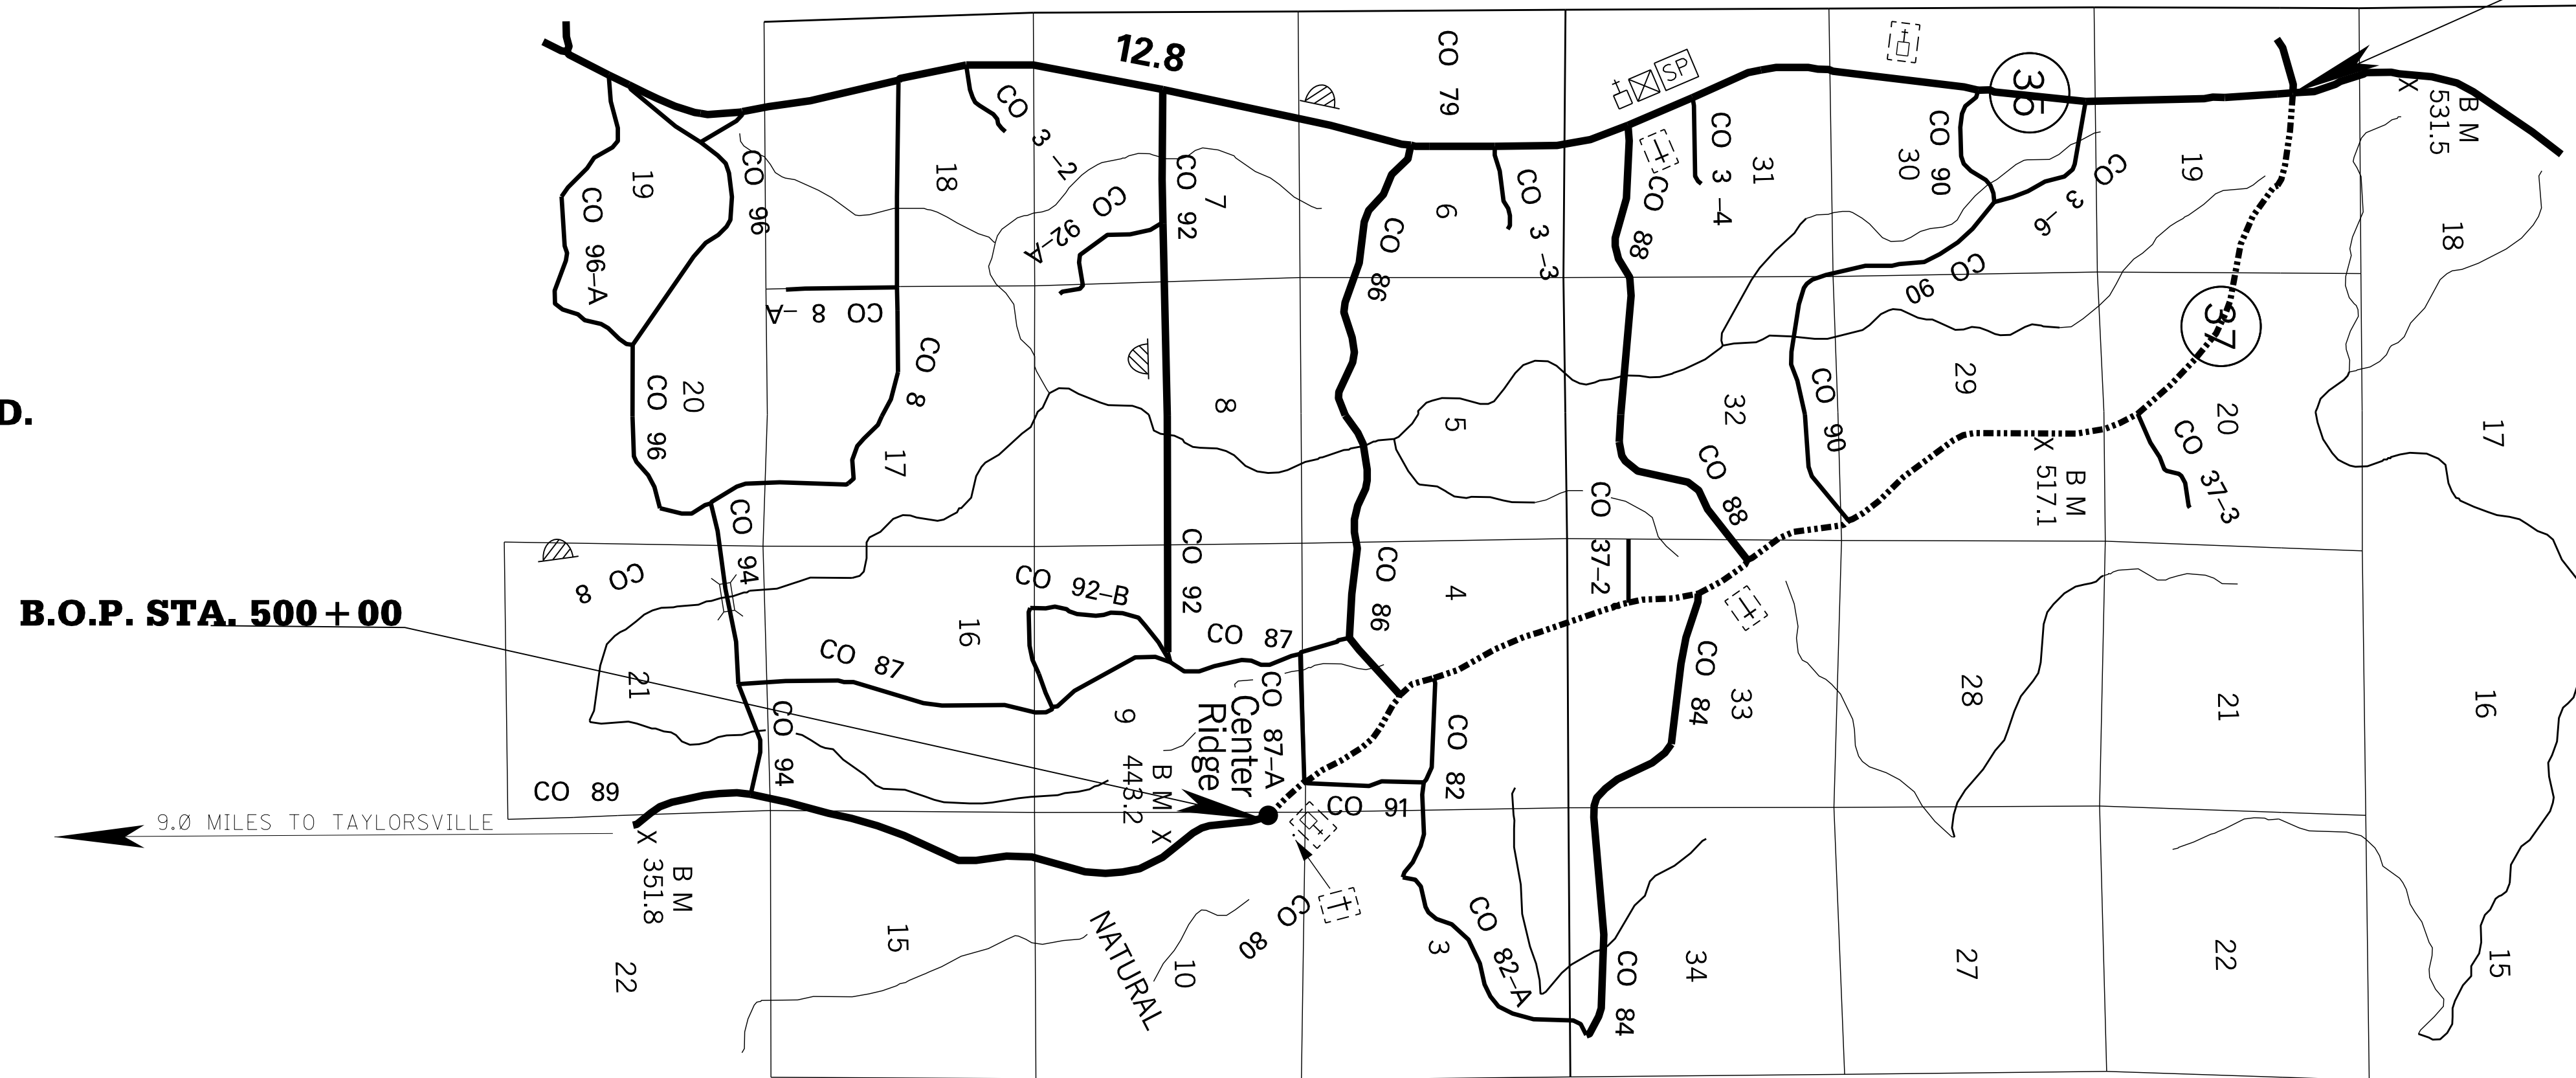 12.8
CO 79
SP
36
B M
X 531.5
19
CO 96
18
CO 3 -2
7
CO 92
CO 92-A
CO 96-A
6
CO 86
CO 3 -3
CO 88
CO 3 -4
31
30
CO 90
CO 3 -6
19
18
CO 8 -A
CO 8
CO 90
37
20
CO 96
17
8
5
32
CO 90
29
20
CO 37-3
17
D.
CO 88
B M
X 517.1
CO 94
CO 92
CO 86
4
CO 37-2
CO 8
B.O.P. STA. 500+00
CO 92-B
16
CO 87
CO 87
21
CO 94
9
Center
Ridge
CO 87-A
CO 82
CO 84
33
28
21
16
CO 89
B M
443.2 X
CO 91
9.0 MILES TO TAYLORSVILLE
B M
X 351.8
22
15
NATURAL
10
CO 80
3
CO 82-A
CO 84
34
27
22
15